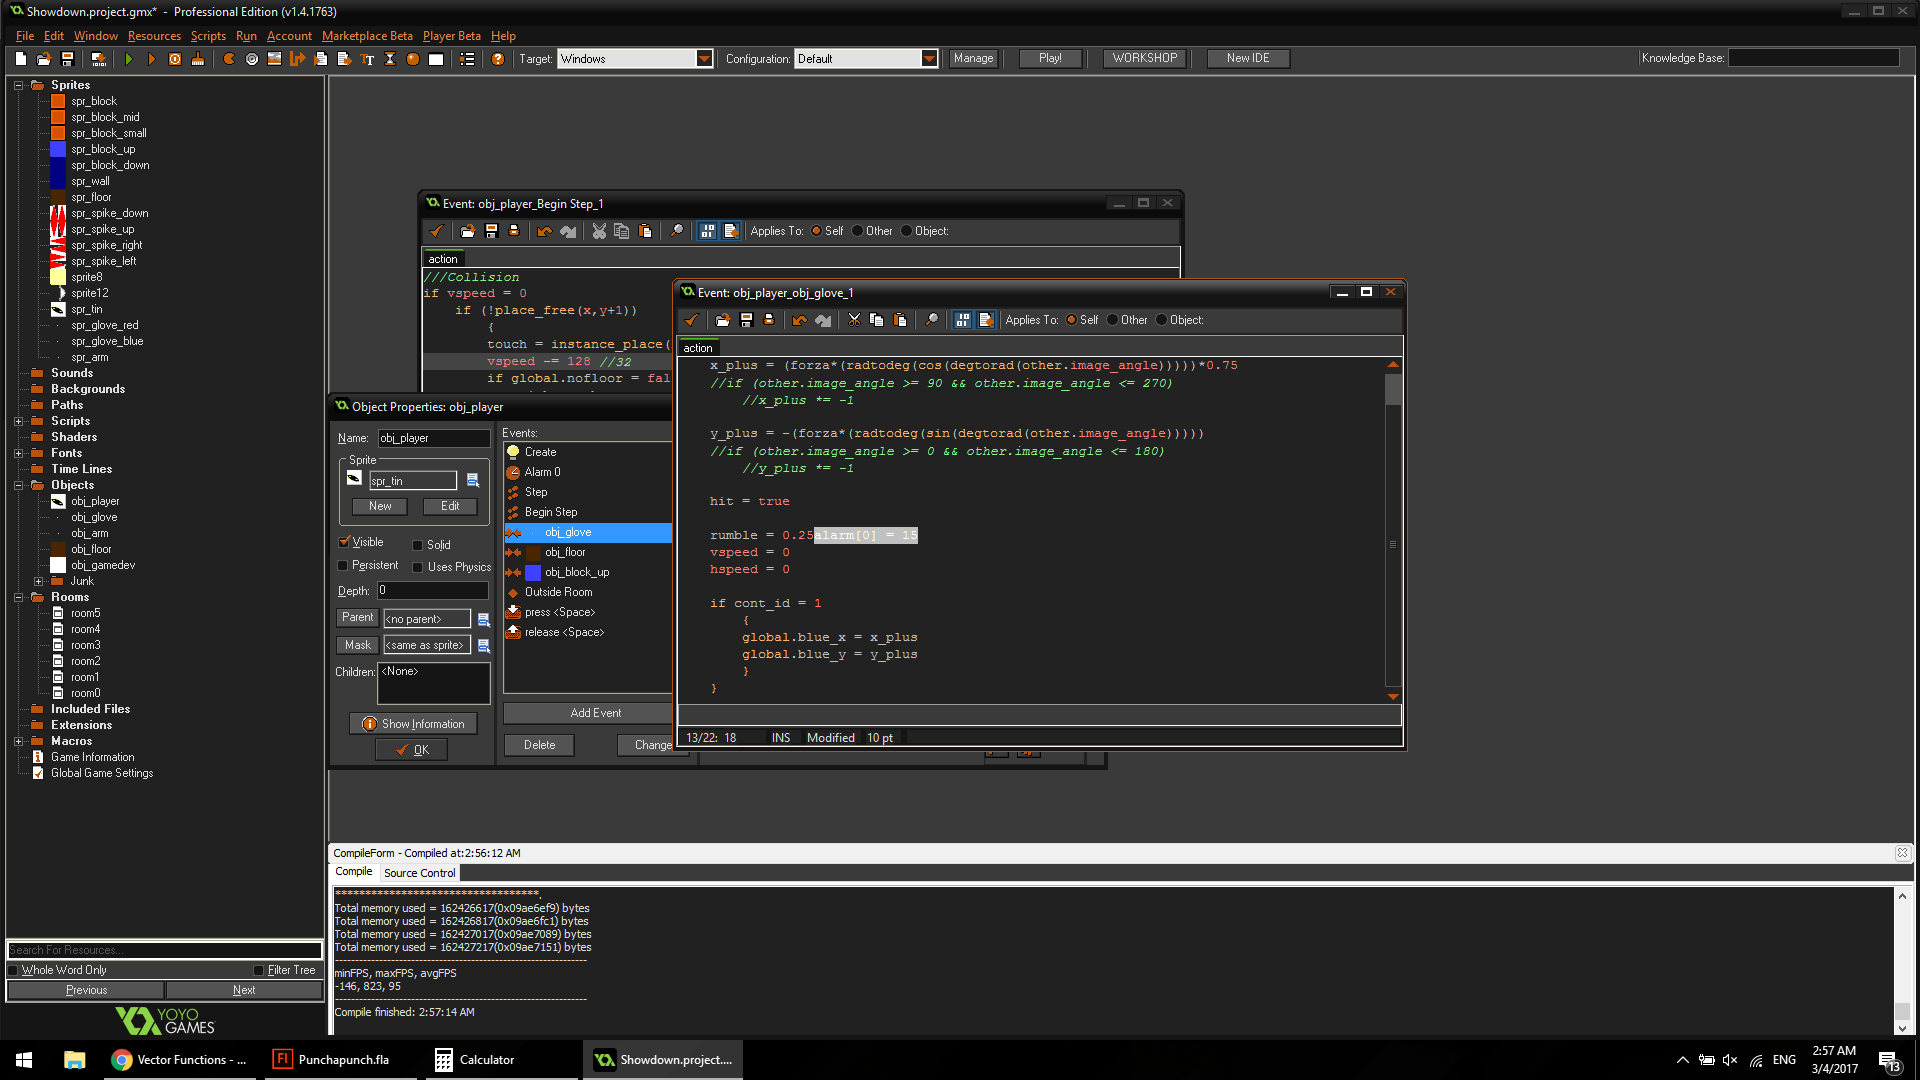 Showdown.project.gmx* - Professional Edition (v1.4.1763)
File Edit Window Resources Scripts Run Account Marketplace Beta Player Beta Help
Target: Windows Configuration: Default Manage Play! WORKSHOP New IDE Knowledge Base:
Sprites
spr_block
spr_block_mid
spr_block_small
spr_block_up
spr_block_down
spr_wall
spr_floor
spr_spike_down
spr_spike_up
spr_spike_right
spr_spike_left
sprite8
sprite12
spr_tin
spr_glove_red
spr_glove_blue
spr_arm
Sounds
Backgrounds
Paths
Scripts
Shaders
Fonts
Time Lines
Objects
obj_player
obj_glove
obj_arm
obj_floor
obj_gamedev
Junk
Rooms
room5
room4
room3
room2
room1
room0
Included Files
Extensions
Macros
Game Information
Global Game Settings
Search For Resources...
Whole Word Only Filter Tree
Previous Next
YOYO
GAMES
Event: obj_player_Begin Step_1
Applies To: Self Other Object:
action
///Collision
if vspeed = 0
if (!place_free(x,y+1))
{
touch = instance_place(
vspeed -= 128 //32
if global.nofloor = fal
Object Properties: obj_player
Name: obj_player
Sprite
spr_tin
New Edit
Visible Solid
Persistent Uses Physics
Depth: 0
Parent <no parent>
Mask <same as sprite>
Children: <None>
Show Information
OK
Events:
Create
Alarm 0
Step
Begin Step
obj_glove
obj_floor
obj_block_up
Outside Room
press <Space>
release <Space>
Add Event
Delete Change
Event: obj_player_obj_glove_1
Applies To: Self Other Object:
action
x_plus = (forza*(radtodeg(cos(degtorad(other.image_angle)))))*0.75
//if (other.image_angle >= 90 && other.image_angle <= 270)
//x_plus *= -1
y_plus = -(forza*(radtodeg(sin(degtorad(other.image_angle)))))
//if (other.image_angle >= 0 && other.image_angle <= 180)
//y_plus *= -1
hit = true
rumble = 0.25alarm[0] = 15
vspeed = 0
hspeed = 0
if cont_id = 1
{
global.blue_x = x_plus
global.blue_y = y_plus
}
}
13/22: 18 INS Modified 10 pt
CompileForm - Compiled at:2:56:12 AM
Compile Source Control
***********************************.
Total memory used = 162426617(0x09ae6ef9) bytes
Total memory used = 162426817(0x09ae6fc1) bytes
Total memory used = 162427017(0x09ae7089) bytes
Total memory used = 162427217(0x09ae7151) bytes
minFPS, maxFPS, avgFPS
-146, 823, 95
Compile finished: 2:57:14 AM
Vector Functions - ... Punchapunch.fla Calculator Showdown.project....
ENG
2:57 AM
3/4/2017
13